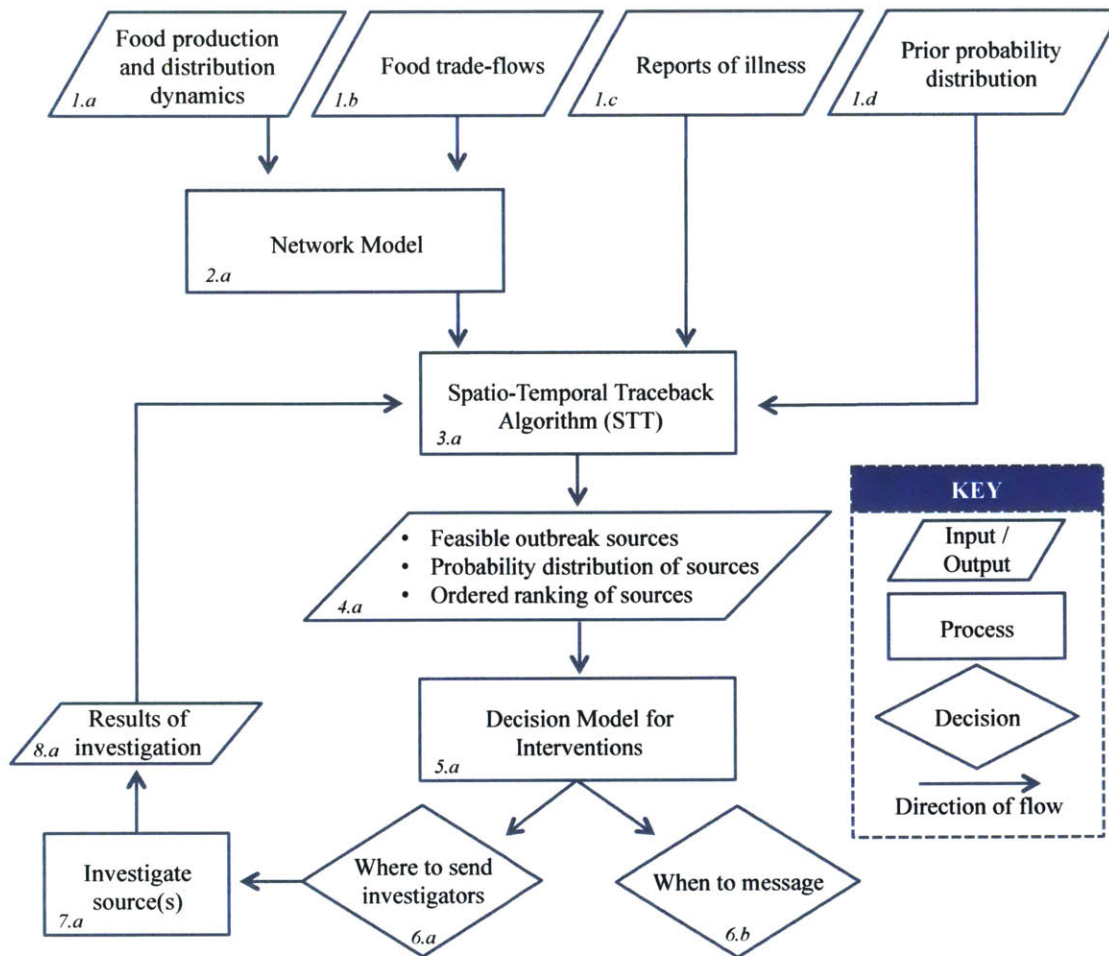 Food production
and distribution
dynamics
1.a
Food trade-flows
1.b
Reports of illness
1.c
Prior probability
distribution
1.d
Network Model
2.a
Spatio-Temporal Traceback
Algorithm (STT)
3.a
• Feasible outbreak sources
• Probability distribution of sources
• Ordered ranking of sources
4.a
Decision Model for
Interventions
5.a
Where to send
investigators
6.a
When to message
6.b
Investigate
source(s)
7.a
Results of
investigation
8.a
KEY
Input /
Output
Process
Decision
Direction of flow